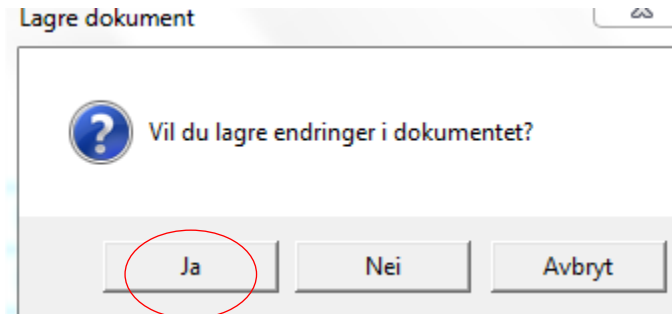 Lagre dokument
Vil du lagre endringer i dokumentet?
Ja Nei Avbryt